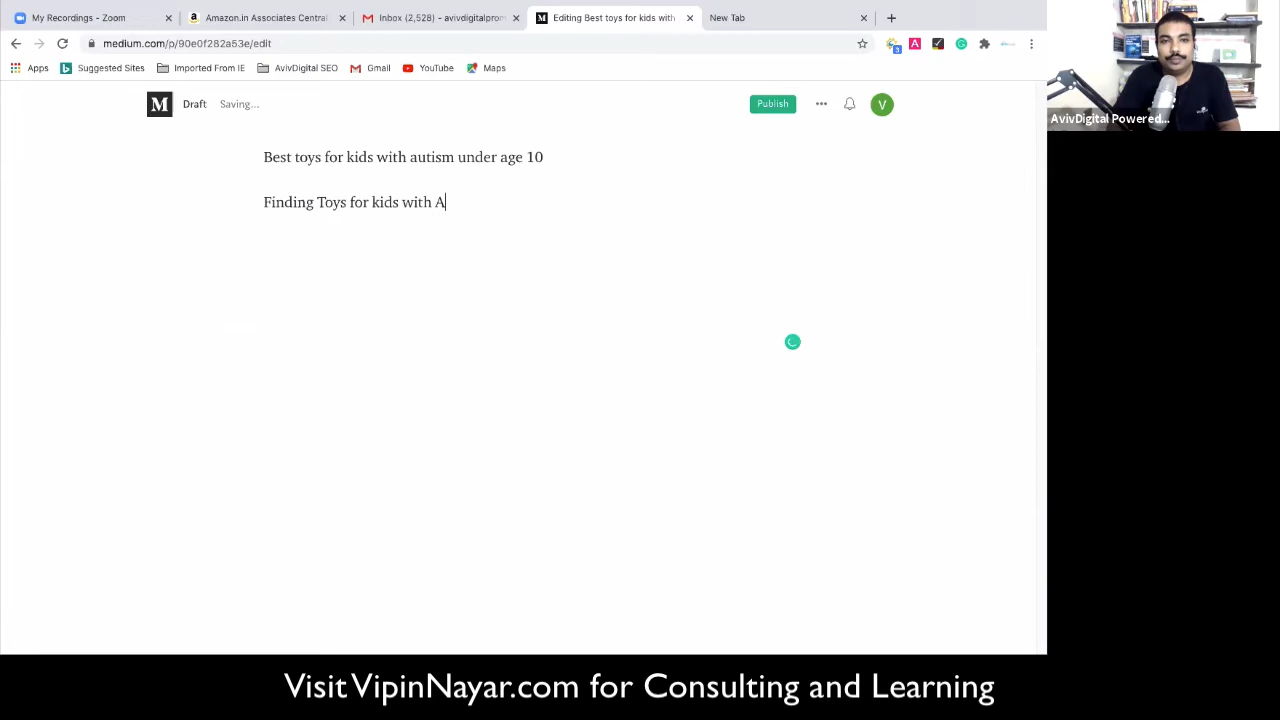 My Recordings - Zoom
a Amazon.in Associates Central
Inbox (2,528) - avivdigitalprom
M Editing Best toys for kids with
New Tab
medium.com/p/90e0f282a53e/edit
3 A
Apps
Suggested Sites
Imported From IE
AvivDigital SEO
Gmail
YouTube
Maps
M Draft Saving...
Publish ••• V
Best toys for kids with autism under age 10
Finding Toys for kids with A
AvivDigital Powered...
Visit VipinNayar.com for Consulting and Learning